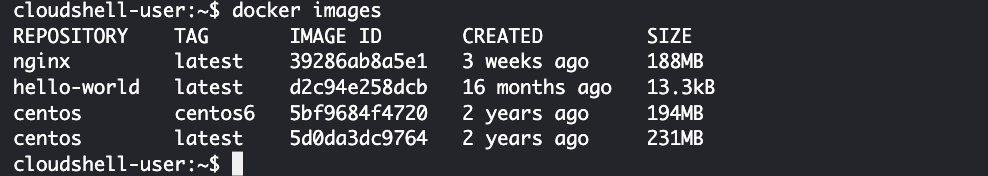 cloudshell-user:~$ docker images
REPOSITORY TAG IMAGE ID CREATED SIZE
nginx latest 39286ab8a5e1 3 weeks ago 188MB
hello-world latest d2c94e258dcb 16 months ago 13.3kB
centos centos6 5bf9684f4720 2 years ago 194MB
centos latest 5d0da3dc9764 2 years ago 231MB
cloudshell-user:~$